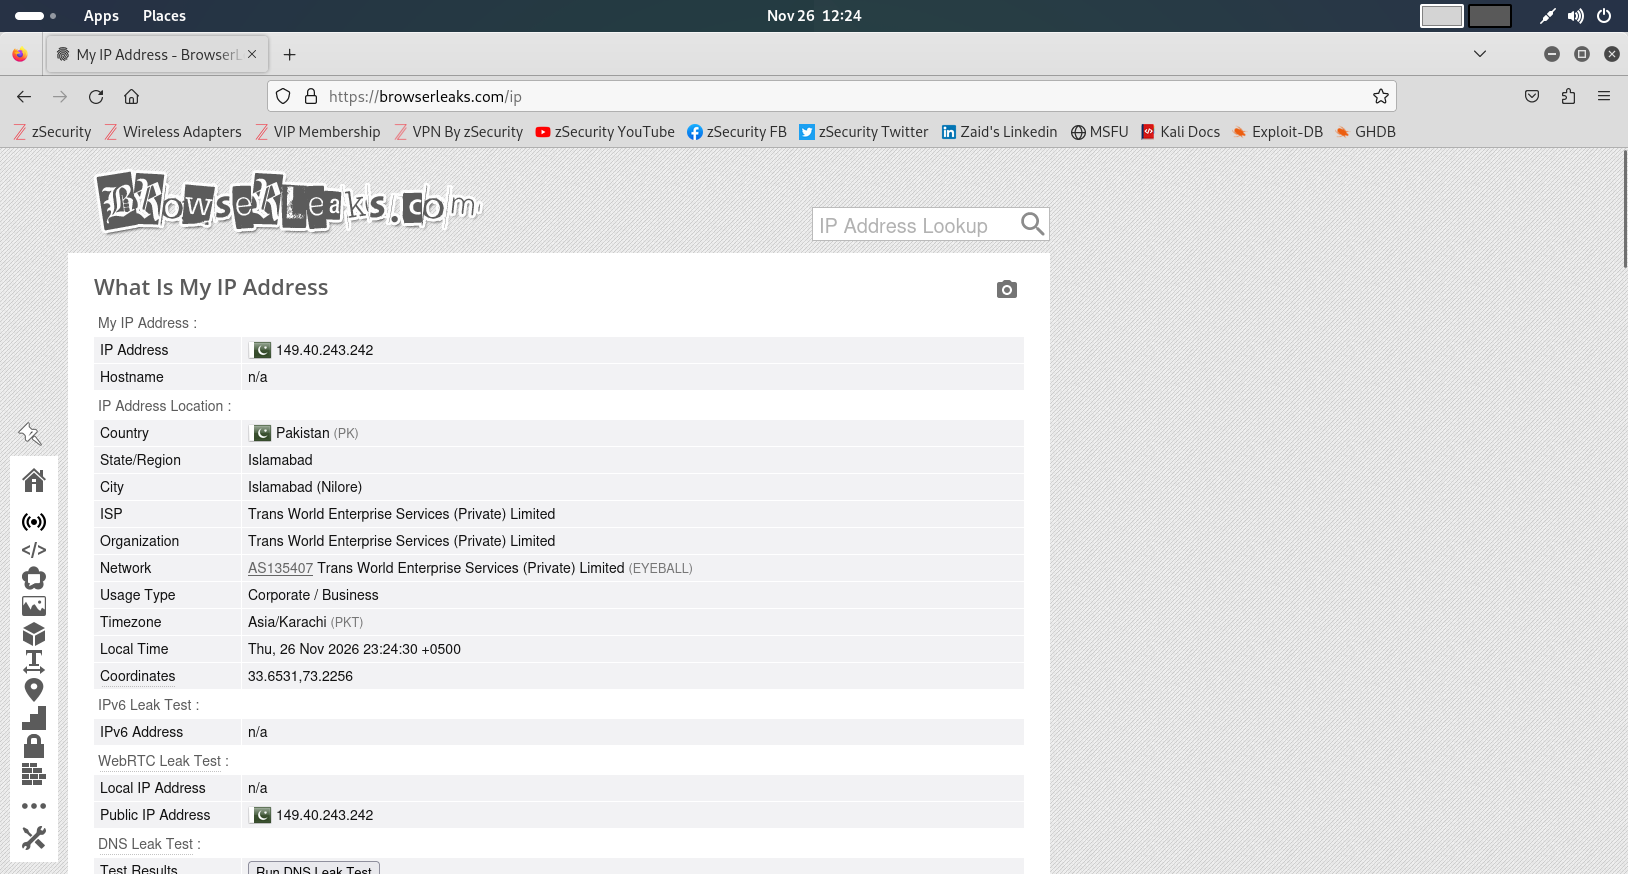 Apps Places Nov 26 12:24
My IP Address - BrowserL
https://browserleaks.com/ip
zSecurity Wireless Adapters VIP Membership VPN By zSecurity zSecurity YouTube zSecurity FB zSecurity Twitter Zaid's Linkedin MSFU Kali Docs Exploit-DB GHDB
BRowseRLeaks.com
IP Address Lookup
What Is My IP Address
My IP Address :
IP Address 149.40.243.242
Hostname n/a
IP Address Location :
Country Pakistan (PK)
State/Region Islamabad
City Islamabad (Nilore)
ISP Trans World Enterprise Services (Private) Limited
Organization Trans World Enterprise Services (Private) Limited
Network AS135407 Trans World Enterprise Services (Private) Limited (EYEBALL)
Usage Type Corporate / Business
Timezone Asia/Karachi (PKT)
Local Time Thu, 26 Nov 2026 23:24:30 +0500
Coordinates 33.6531,73.2256
IPv6 Leak Test :
IPv6 Address n/a
WebRTC Leak Test :
Local IP Address n/a
Public IP Address 149.40.243.242
DNS Leak Test :
Test Results Run DNS Leak Test